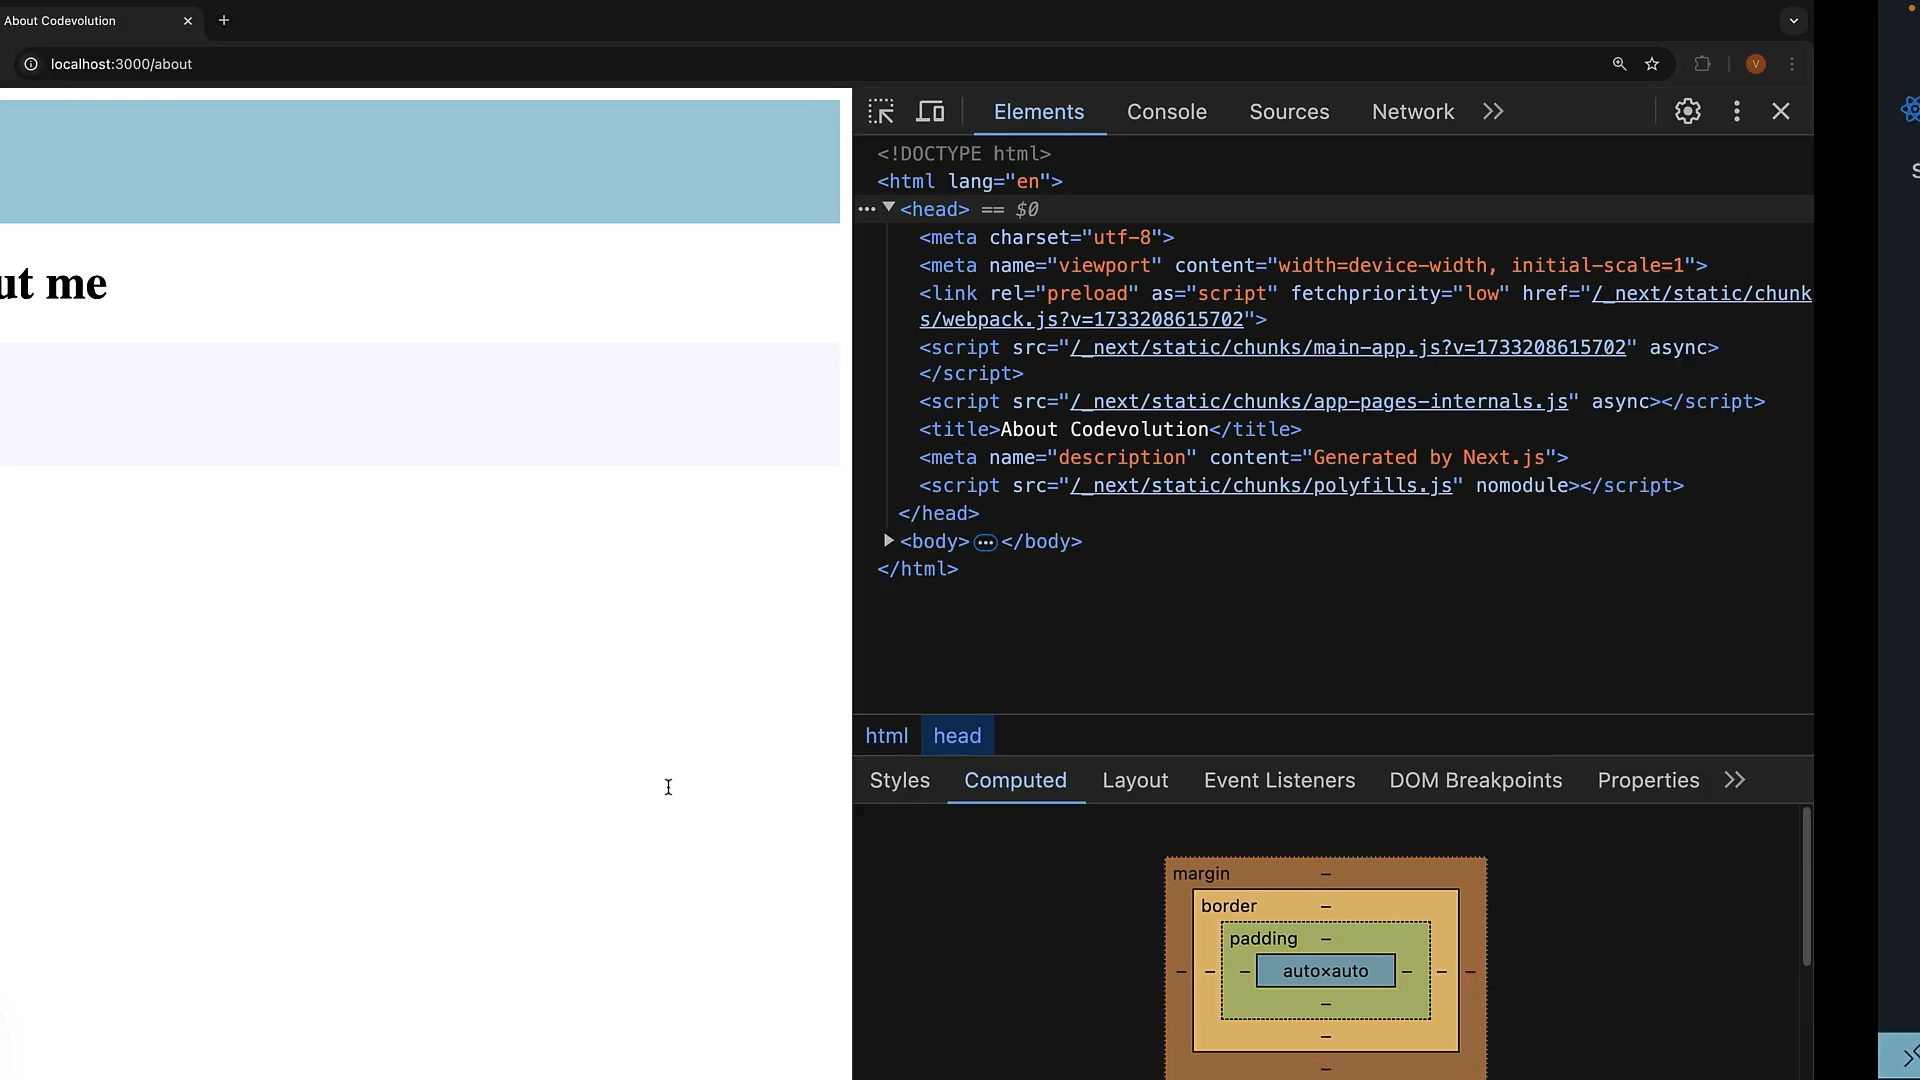 About Codevolution
localhost:3000/about
V
ut me
Elements
Console
Sources
Network
<!DOCTYPE html>
<html lang="en">
<head> == $0
<meta charset="utf-8">
<meta name="viewport" content="width=device-width, initial-scale=1">
<link rel="preload" as="script" fetchpriority="low" href="/_next/static/chunk
s/webpack.js?v=1733208615702">
<script src="/_next/static/chunks/main-app.js?v=1733208615702" async>
</script>
<script src="/_next/static/chunks/app-pages-internals.js" async></script>
<title>About Codevolution</title>
<meta name="description" content="Generated by Next.js">
<script src="/_next/static/chunks/polyfills.js" nomodule></script>
</head>
<body>…</body>
</html>
html
head
Styles
Computed
Layout
Event Listeners
DOM Breakpoints
Properties
margin –
border –
padding –
– – – auto×auto – – –
–
–
–